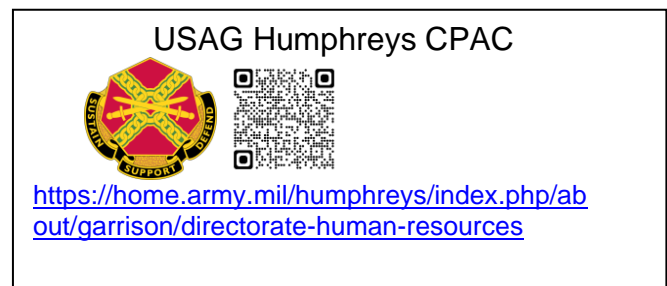 USAG Humphreys CPAC
SUSTAIN
SUPPORT
DEFEND
https://home.army.mil/humphreys/index.php/ab
out/garrison/directorate-human-resources